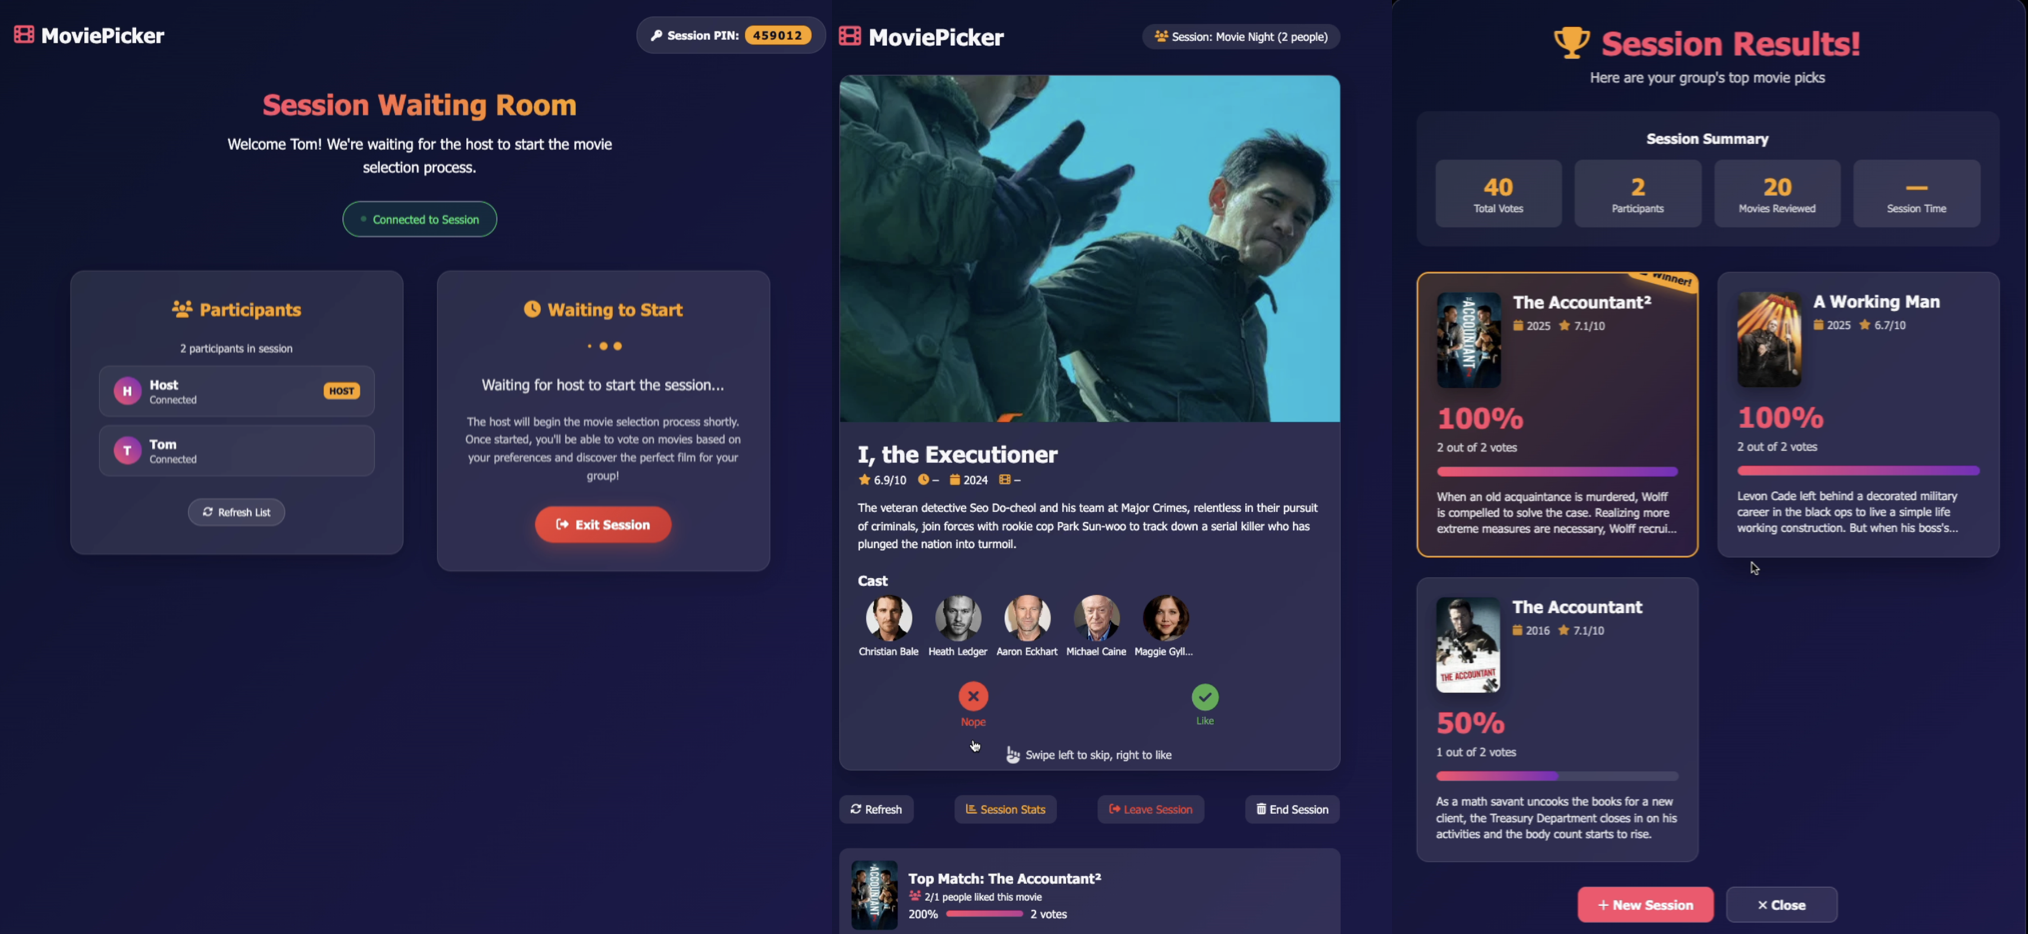 MoviePicker
Session PIN: 459012
Session Waiting Room
Welcome Tom! We're waiting for the host to start the movie
selection process.
Connected to Session
Participants
2 participants in session
H
Host
Connected
HOST
T
Tom
Connected
Refresh List
Waiting to Start
Waiting for host to start the session...
The host will begin the movie selection process shortly.
Once started, you'll be able to vote on movies based on
your preferences and discover the perfect film for your
group!
Exit Session
MoviePicker
Session: Movie Night (2 people)
I, the Executioner
6.9/10 – 2024 –
The veteran detective Seo Do-cheol and his team at Major Crimes, relentless in their pursuit
of criminals, join forces with rookie cop Park Sun-woo to track down a serial killer who has
plunged the nation into turmoil.
Cast
Christian Bale Heath Ledger Aaron Eckhart Michael Caine Maggie Gyll...
Nope
Like
Swipe left to skip, right to like
Refresh
Session Stats
Leave Session
End Session
ACCOUNTANT
Top Match: The Accountant²
2/1 people liked this movie
200% 2 votes
Session Results!
Here are your group's top movie picks
Session Summary
40
Total Votes
2
Participants
20
Movies Reviewed
—
Session Time
Winner!
ACCOUNTANT
The Accountant²
2025 7.1/10
100%
2 out of 2 votes
When an old acquaintance is murdered, Wolff
is compelled to solve the case. Realizing more
extreme measures are necessary, Wolff recrui...
A Working Man
2025 6.7/10
100%
2 out of 2 votes
Levon Cade left behind a decorated military
career in the black ops to live a simple life
working construction. But when his boss's...
THE ACCOUNTANT
The Accountant
2016 7.1/10
50%
1 out of 2 votes
As a math savant uncooks the books for a new
client, the Treasury Department closes in on his
activities and the body count starts to rise.
+ New Session
× Close